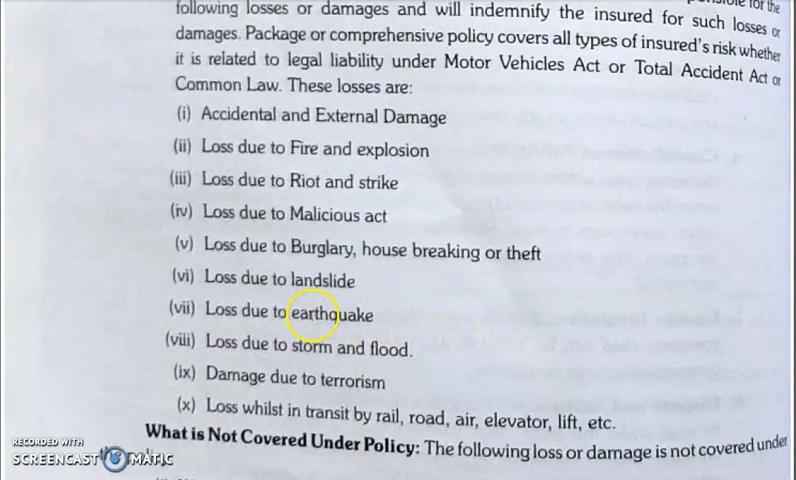 following losses or damages and will indemnify the insured for such losses or
damages. Package or comprehensive policy covers all types of insured's risk whether
it is related to legal liability under Motor Vehicles Act or Total Accident Act or
Common Law. These losses are:
(i) Accidental and External Damage
(ii) Loss due to Fire and explosion
(iii) Loss due to Riot and strike
(iv) Loss due to Malicious act
(v) Loss due to Burglary, house breaking or theft
(vi) Loss due to landslide
(vii) Loss due to earthquake
(viii) Loss due to storm and flood.
(ix) Damage due to terrorism
(x) Loss whilst in transit by rail, road, air, elevator, lift, etc.
What is Not Covered Under Policy: The following loss or damage is not covered under
RECORDED WITH
SCREENCAST MATIC